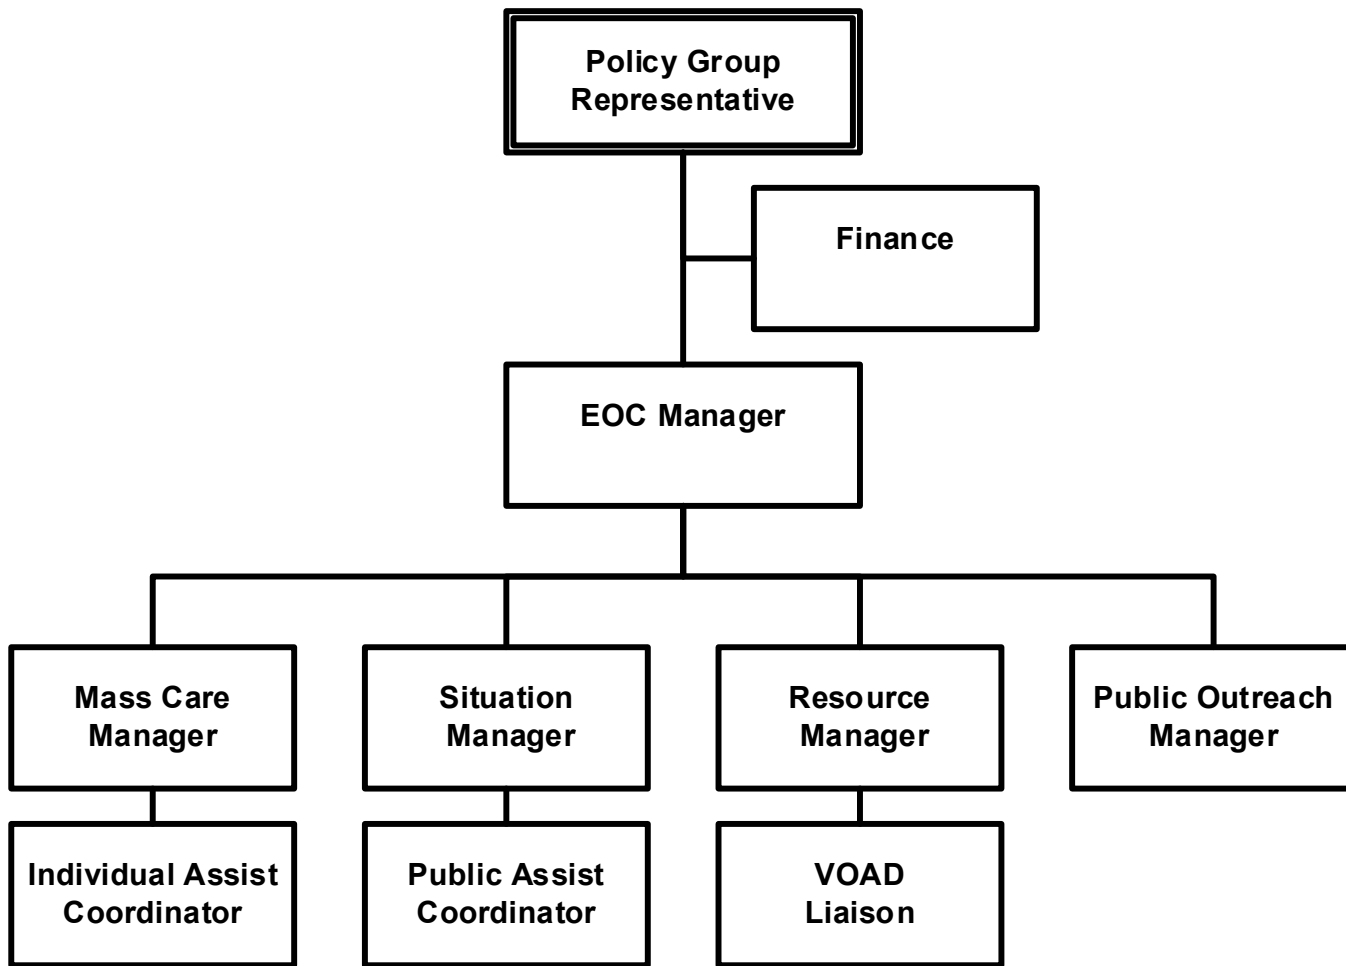 Policy Group
Representative
Finance
EOC Manager
Mass Care
Manager
Situation
Manager
Resource
Manager
Public Outreach
Manager
Individual Assist
Coordinator
Public Assist
Coordinator
VOAD
Liaison